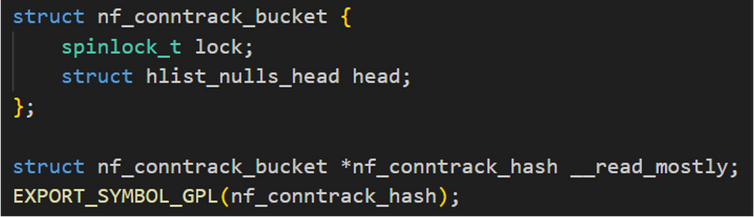 struct nf_conntrack_bucket {
    spinlock_t lock;
    struct hlist_nulls_head head;
};

struct nf_conntrack_bucket *nf_conntrack_hash __read_mostly;
EXPORT_SYMBOL_GPL(nf_conntrack_hash);